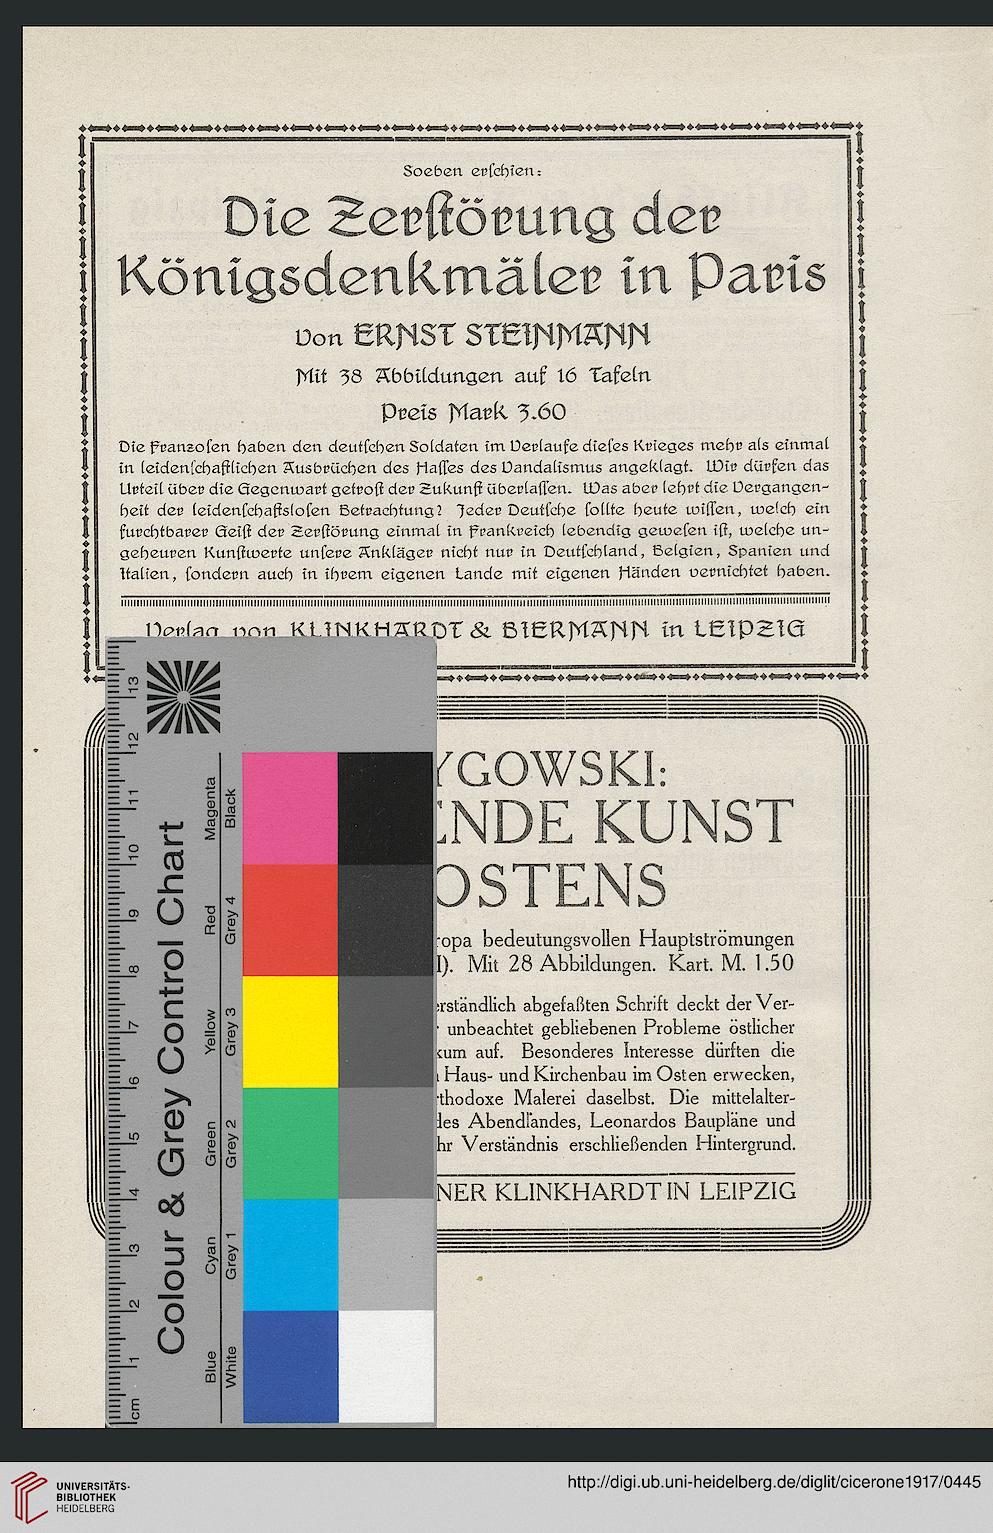 Soeben erſchien:
Die Zerſtörung der
Königsdenkmäler in Paris
Von ERNST STEINMANN
Mit 38 Abbildungen auf 16 Tafeln
Preis Mark 3.60
Die Franzoſen haben den deutſchen Soldaten im Verlaufe dieſes Krieges mehr als einmal
in leidenſchaftlichen Ausbrüchen des Haſſes des Vandalismus angeklagt. Wir dürfen das
Urteil über die Gegenwart getroſt der Zukunft überlaſſen. Was aber lehrt die Vergangen-
heit der leidenſchaftsloſen Betrachtung? Jeder Deutſche ſollte heute wiſſen, welch ein
furchtbarer Geiſt der Zerſtörung einmal in Frankreich lebendig geweſen iſt, welche un-
geheuren Kunſtwerte unſere Ankläger nicht nur in Deutſchland, Belgien, Spanien und
Italien, ſondern auch in ihrem eigenen Lande mit eigenen Händen vernichtet haben.
Verlag von KLINKHARDT & BIERMANN in LEIPZIG
YGOWSKI:
ENDE KUNST
OSTENS
ropa bedeutungsvollen Hauptströmungen
I). Mit 28 Abbildungen. Kart. M. 1.50
erständlich abgefaßten Schrift deckt der Ver-
unbeachtet gebliebenen Probleme östlicher
kum auf. Besonderes Interesse dürften die
Haus- und Kirchenbau im Osten erwecken,
rthodoxe Malerei daselbst. Die mittelalter-
des Abendlandes, Leonardos Baupläne und
hr Verständnis erschließenden Hintergrund.
NER KLINKHARDT IN LEIPZIG
Colour & Grey Control Chart
Blue Cyan Green Yellow Red Magenta
White Grey 1 Grey 2 Grey 3 Grey 4 Black
cm 1 2 3 4 5 6 7 8 9 10 11 12 13
UNIVERSITÄTS-
BIBLIOTHEK
HEIDELBERG
http://digi.ub.uni-heidelberg.de/diglit/cicerone1917/0445